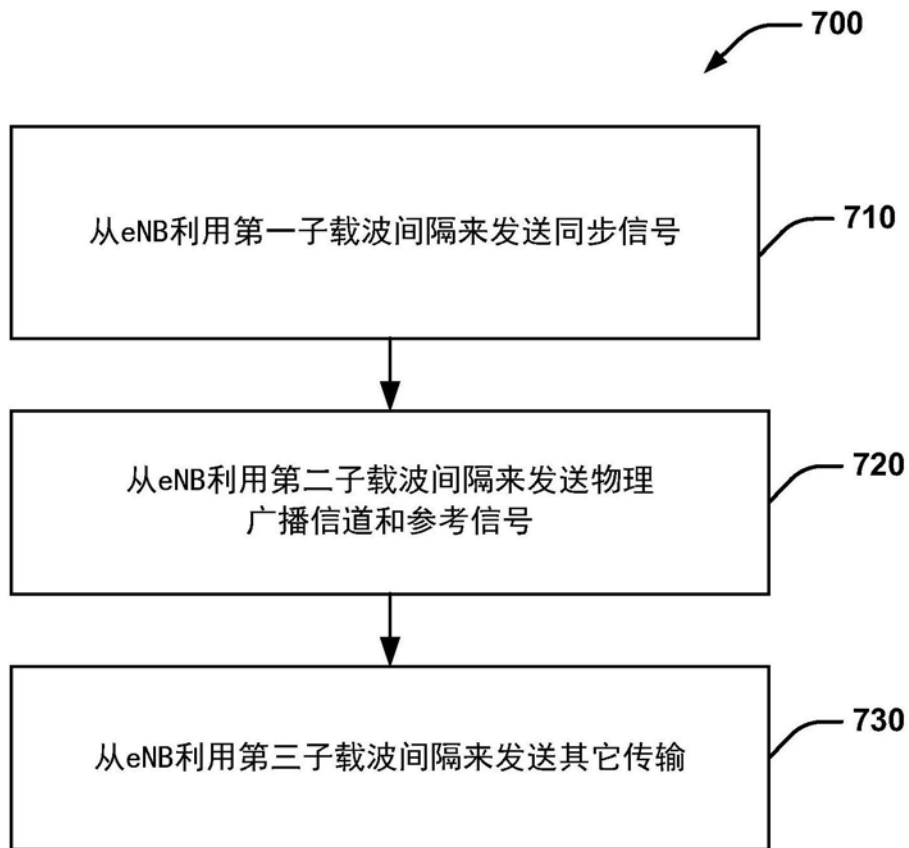 700
从eNB利用第一子载波间隔来发送同步信号
710
从eNB利用第二子载波间隔来发送物理
广播信道和参考信号
720
从eNB利用第三子载波间隔来发送其它传输
730